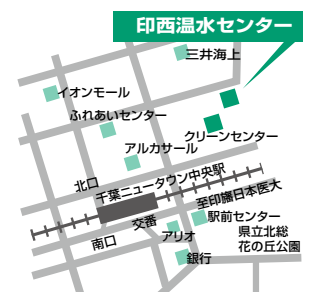 印西温水センター
三井海上
イオンモール
ふれあいセンター
クリーンセンター
アルカサール
北口
千葉ニュータウン中央駅
至印旛日本医大
交番
駅前センター
南口
アリオ
県立北総
花の丘公園
銀行